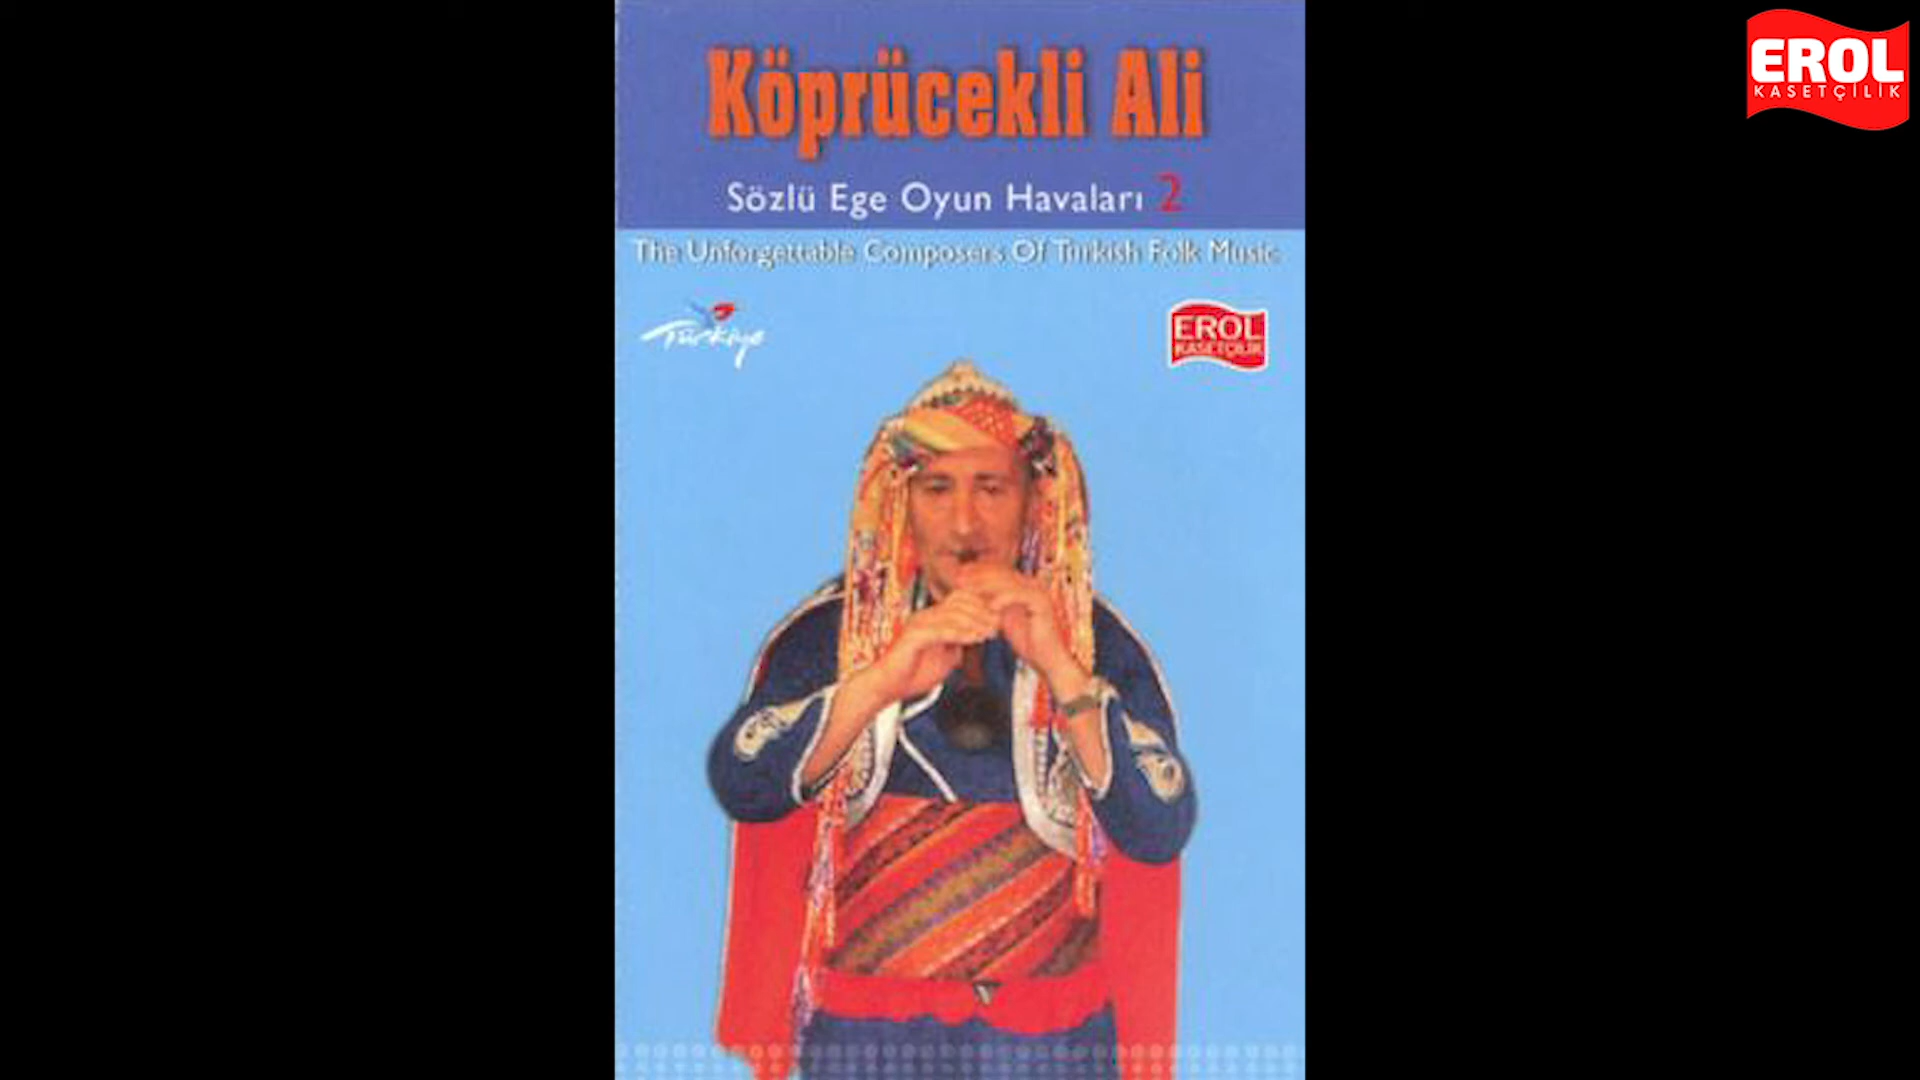 Köprücekli Ali
Sözlü Ege Oyun Havaları 2
The Unforgettable Composers Of Turkish Folk Music
Türkiye
EROL
KASETÇİLİK
EROL
KASETÇİLİK